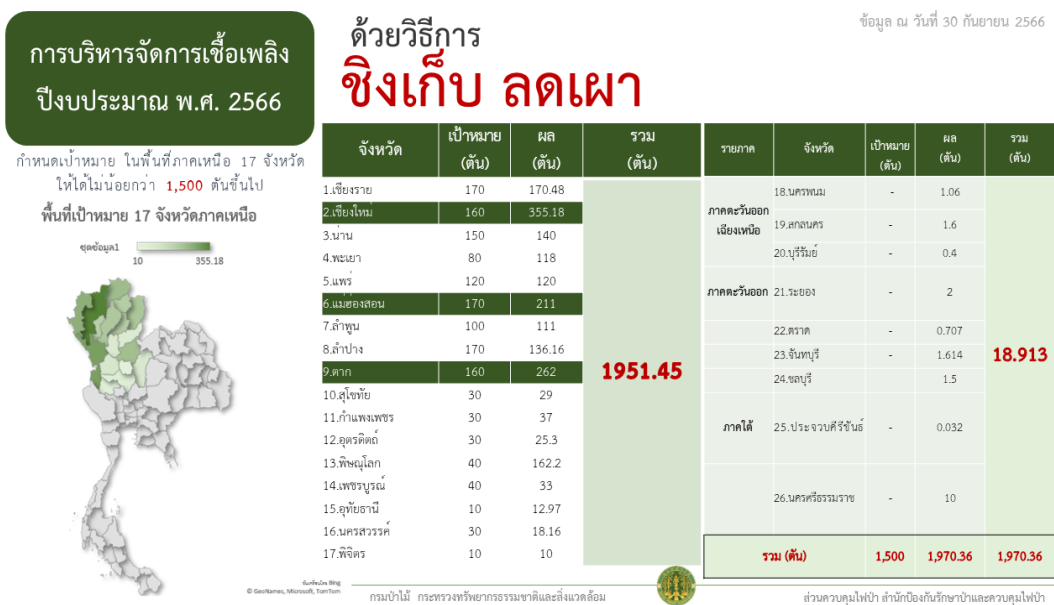 การบริหารจัดการเชื้อเพลิง
ปีงบประมาณ พ.ศ. 2566
ด้วยวิธีการ
ชิงเก็บ ลดเผา
ข้อมูล ณ วันที่ 30 กันยายน 2566
กำหนดเป้าหมาย ในพื้นที่ภาคเหนือ 17 จังหวัด
ให้ได้ไม่น้อยกว่า 1,500 ตันขึ้นไป
พื้นที่เป้าหมาย 17 จังหวัดภาคเหนือ
ชุดข้อมูล1
10 355.18
จังหวัด เป้าหมาย (ตัน) ผล (ตัน) รวม (ตัน)
1.เชียงราย 170 170.48
2.เชียงใหม่ 160 355.18
3.น่าน 150 140
4.พะเยา 80 118
5.แพร่ 120 120
6.แม่ฮ่องสอน 170 211
7.ลำพูน 100 111
8.ลำปาง 170 136.16
9.ตาก 160 262
1951.45
10.สุโขทัย 30 29
11.กำแพงเพชร 30 37
12.อุตรดิตถ์ 30 25.3
13.พิษณุโลก 40 162.2
14.เพชรบูรณ์ 40 33
15.อุทัยธานี 10 12.97
16.นครสวรรค์ 30 18.16
17.พิจิตร 10 10
รายภาค จังหวัด เป้าหมาย (ตัน) ผล (ตัน) รวม (ตัน)
ภาคตะวันออก
เฉียงเหนือ
18.นครพนม - 1.06
19.สกลนคร - 1.6
20.บุรีรัมย์ - 0.4
ภาคตะวันออก 21.ระยอง - 2
22.ตราด - 0.707
23.จันทบุรี - 1.614
18.913
24.ชลบุรี - 1.5
ภาคใต้ 25.ประจวบคีรีขันธ์ - 0.032
26.นครศรีธรรมราช - 10
รวม (ตัน) 1,500 1,970.36 1,970.36
ขับเคลื่อนโดย Bing
© GeoNames, Microsoft, TomTom
กรมป่าไม้ กระทรวงทรัพยากรธรรมชาติและสิ่งแวดล้อม
ส่วนควบคุมไฟป่า สำนักป้องกันรักษาป่าและควบคุมไฟป่า